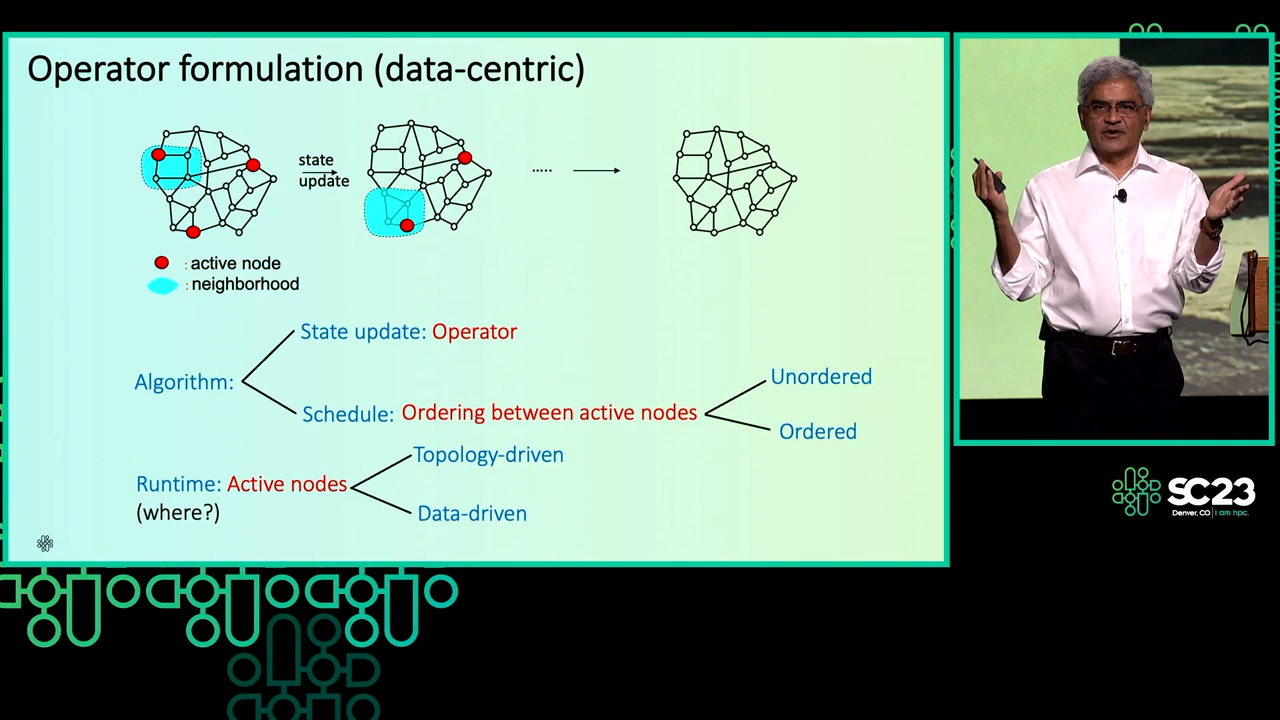 Operator formulation (data-centric)
state
update
.....
: active node
: neighborhood
State update: Operator
Algorithm:
Unordered
Schedule: Ordering between active nodes
Ordered
Topology-driven
Runtime: Active nodes
(where?)
Data-driven
SC23
Denver, CO | i am hpc.